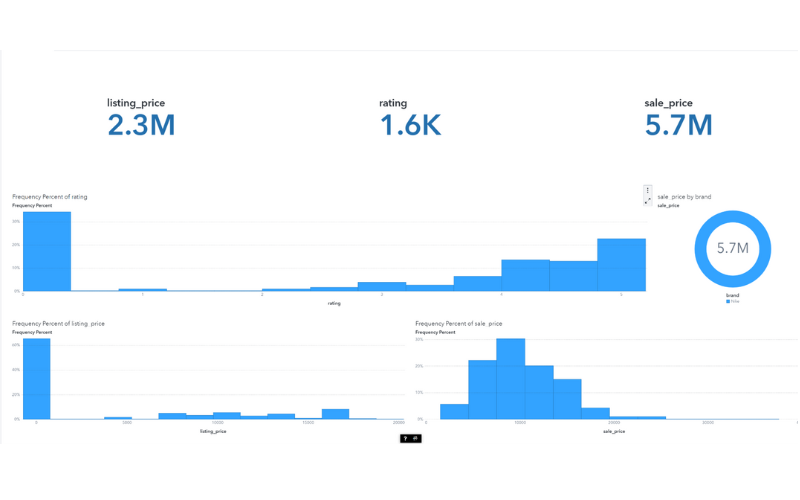 listing_price
2.3M
rating
1.6K
sale_price
5.7M
Frequency Percent of rating
Frequency Percent
30%
20%
10%
0%
0
1
2
3
4
5
rating
sale_price by brand
sale_price
5.7M
brand
Frequency Percent of listing_price
Frequency Percent
60%
40%
20%
0%
0
5000
10000
15000
20000
listing_price
Frequency Percent of sale_price
Frequency Percent
30%
20%
10%
0%
0
10000
20000
30000
sale_price